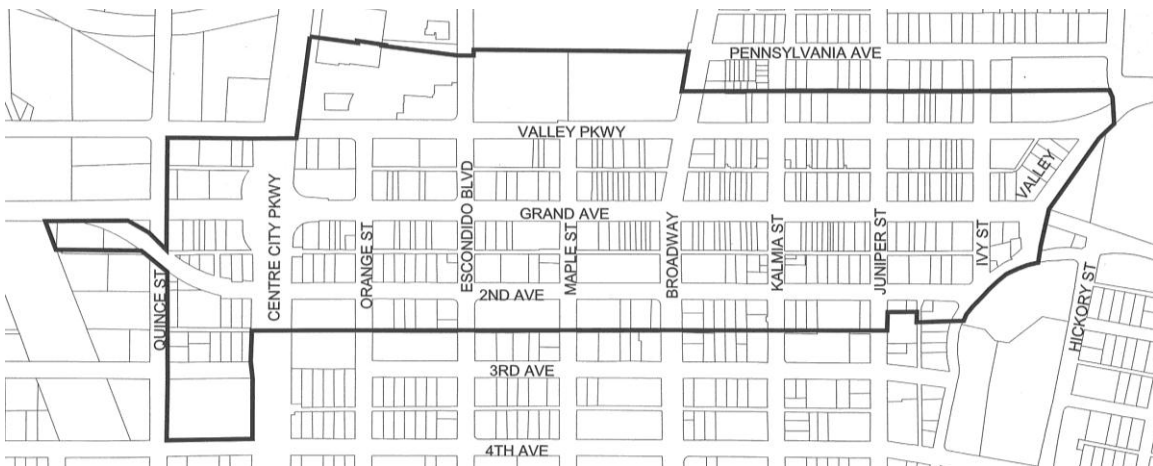 PENNSYLVANIA AVE
VALLEY PKWY
VALLEY
GRAND AVE
QUINCE ST
CENTRE CITY PKWY
ORANGE ST
ESCONDIDO BLVD
MAPLE ST
BROADWAY
KALMIA ST
JUNIPER ST
IVY ST
HICKORY ST
2ND AVE
3RD AVE
4TH AVE